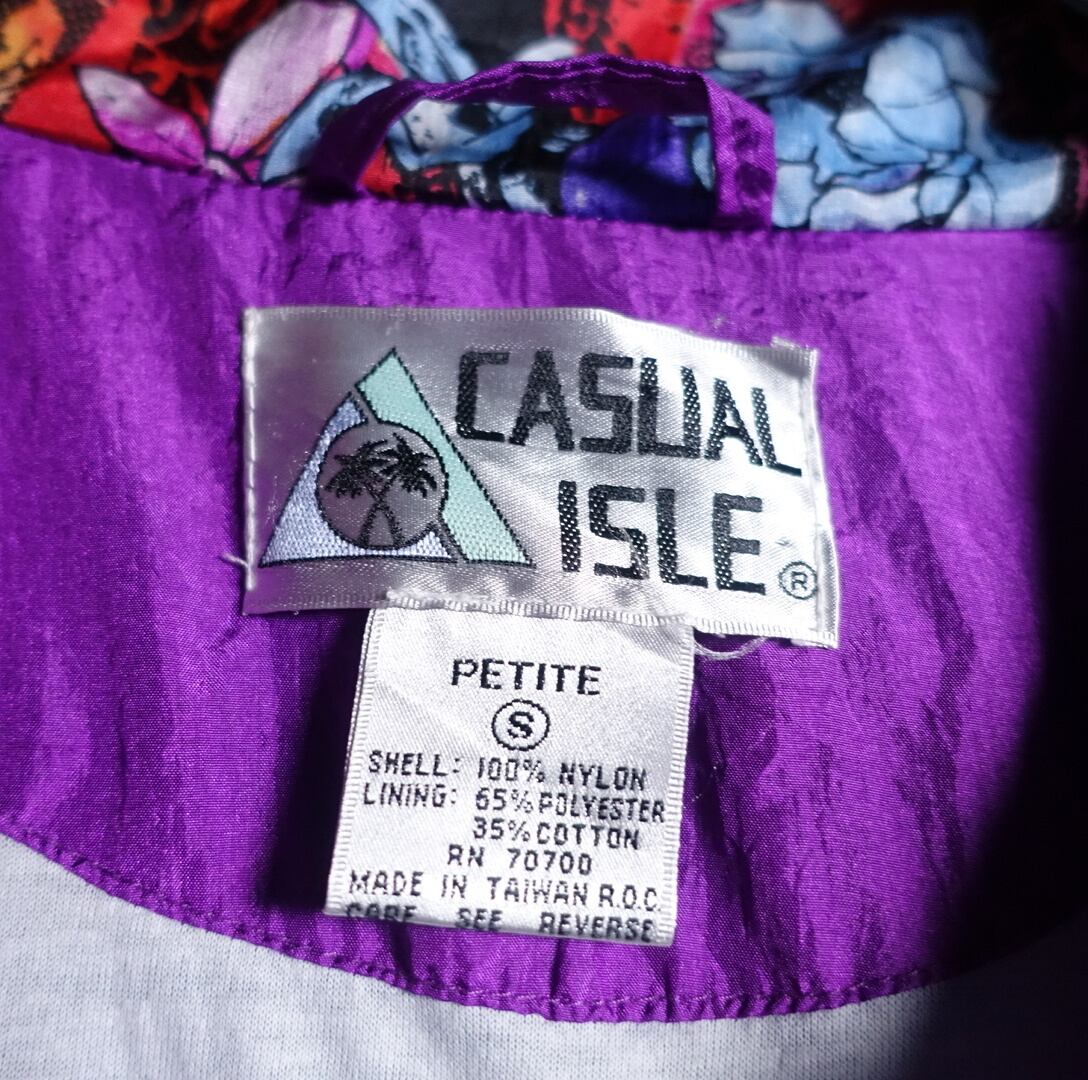 CASUAL
ISLE ®
PETITE
S
SHELL: 100% NYLON
LINING: 65% POLYESTER
35% COTTON
RN 70700
MADE IN TAIWAN R.O.C.
CARE SEE REVERSE